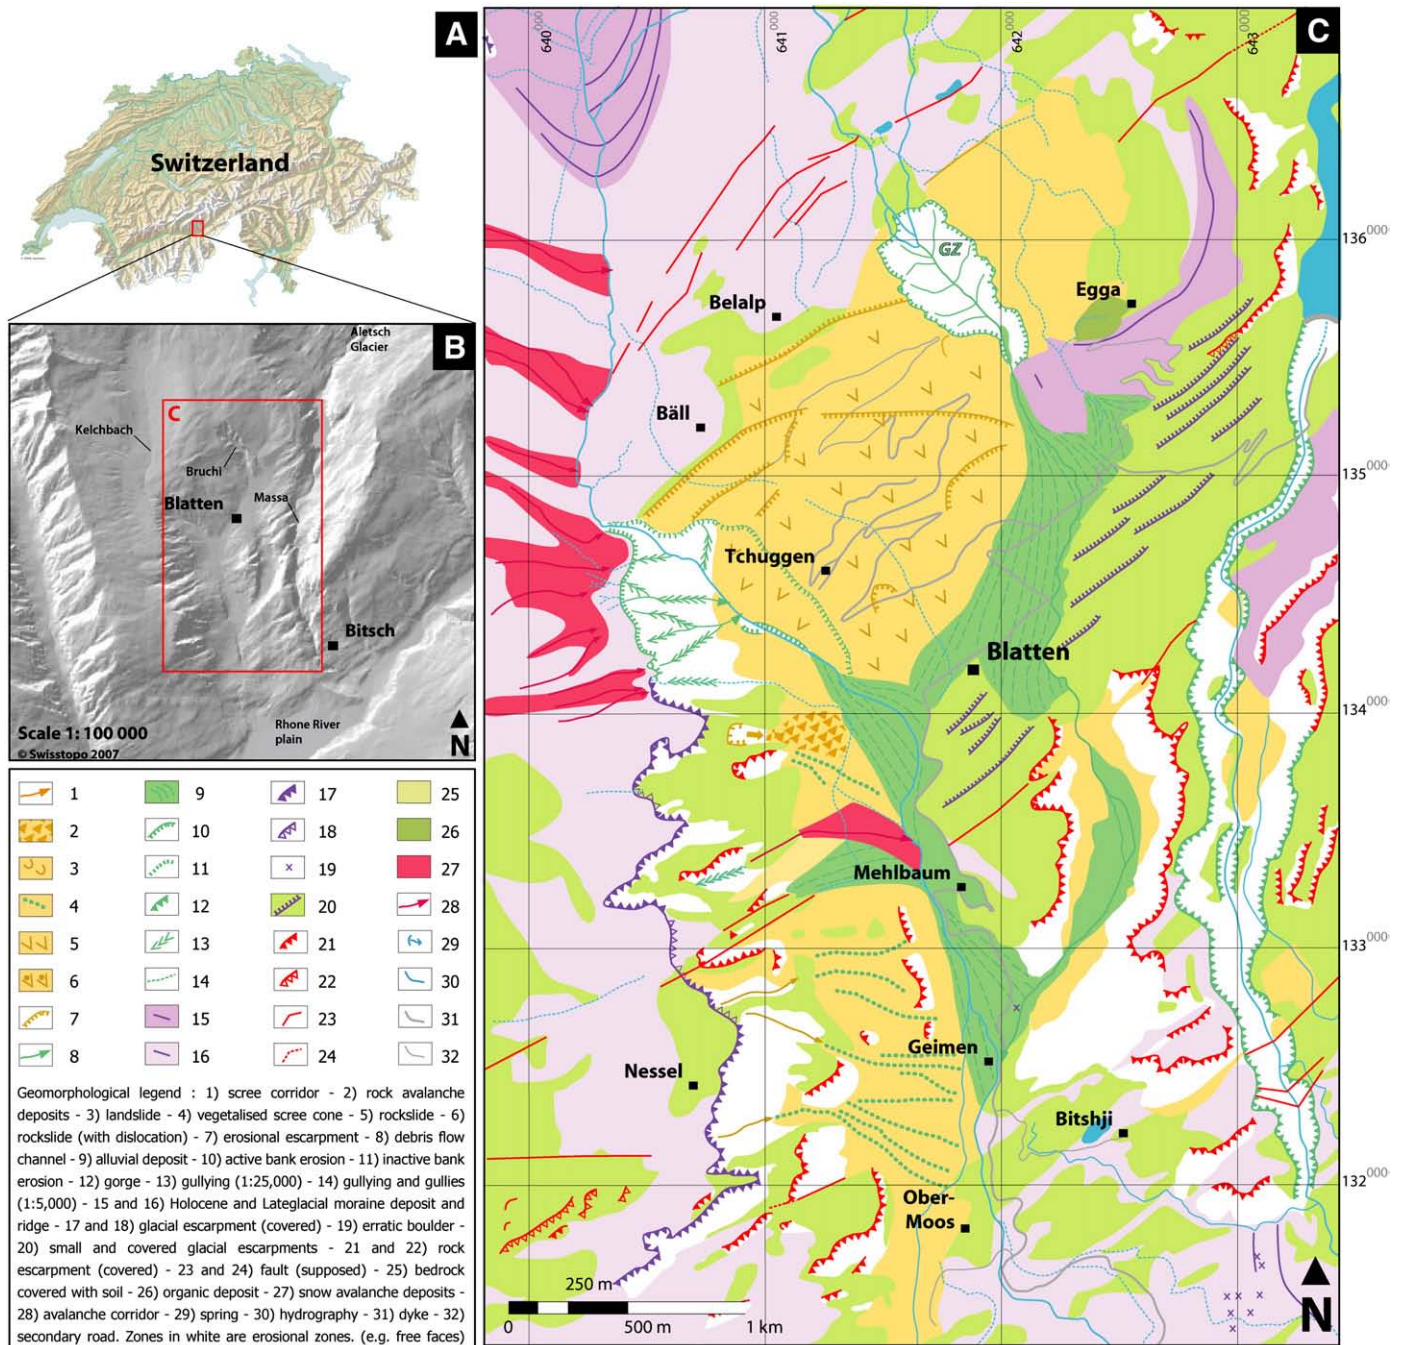 A
Switzerland
B
Aletsch
Glacier
C
Kelchbach
Bruchi
Blatten
Massa
Bitsch
Rhone River
plain
Scale 1: 100 000
© Swisstopo 2007
N
1
2
3
4
5
6
7
8
9
10
11
12
13
14
15
16
17
18
19
20
21
22
23
24
25
26
27
28
29
30
31
32
Geomorphological legend : 1) scree corridor - 2) rock avalanche
deposits - 3) landslide - 4) vegetalised scree cone - 5) rockslide - 6)
rockslide (with dislocation) - 7) erosional escarpment - 8) debris flow
channel - 9) alluvial deposit - 10) active bank erosion - 11) inactive bank
erosion - 12) gorge - 13) gullying (1:25,000) - 14) gullying and gullies
(1:5,000) - 15 and 16) Holocene and Lateglacial moraine deposit and
ridge - 17 and 18) glacial escarpment (covered) - 19) erratic boulder -
20) small and covered glacial escarpments - 21 and 22) rock
escarpment (covered) - 23 and 24) fault (supposed) - 25) bedrock
covered with soil - 26) organic deposit - 27) snow avalanche deposits -
28) avalanche corridor - 29) spring - 30) hydrography - 31) dyke - 32)
secondary road. Zones in white are erosional zones. (e.g. free faces)
C
640 000
641 000
642 000
643 000
136 000
GZ
Egga
Belalp
Bäll
135 000
Tchuggen
Blatten
134 000
Mehlbaum
133 000
Geimen
Nessel
Bitshji
132 000
Ober-
Moos
250 m
0
500 m
1 km
N